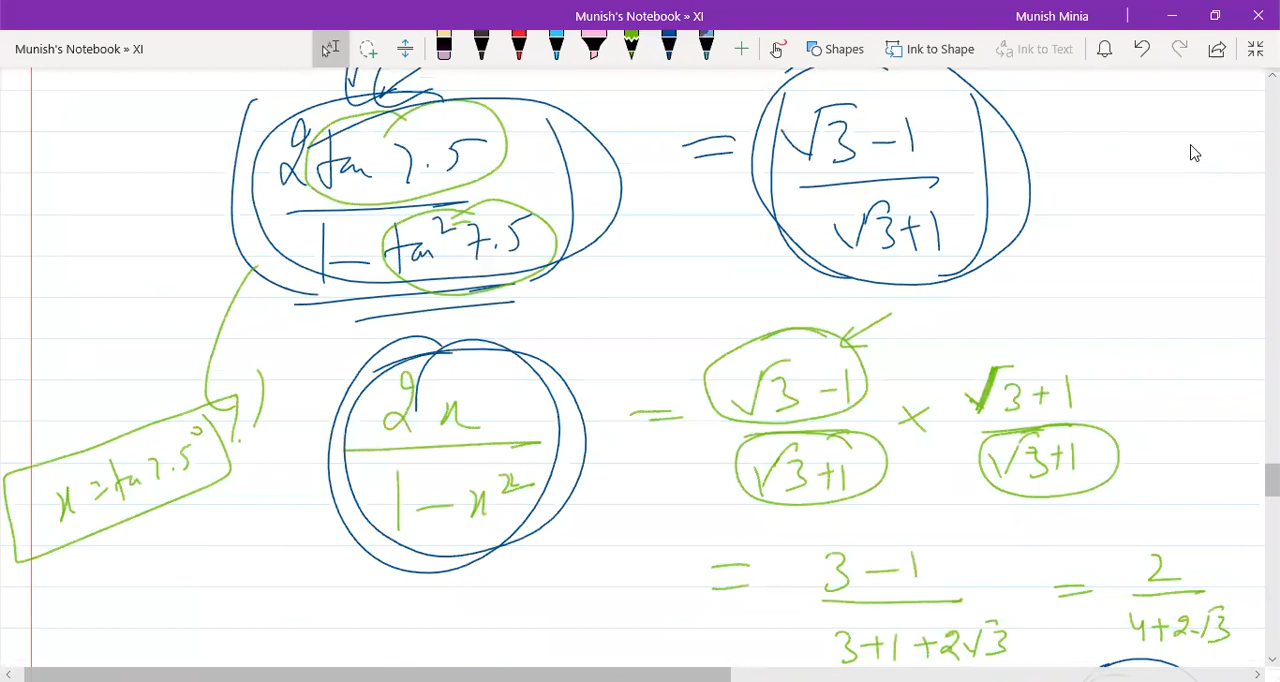 Munish's Notebook » XI
Munish Minia
Munish's Notebook » XI
Shapes
Ink to Shape
Ink to Text
2 tan 7.5 / 1 - tan² 7.5 = √3 - 1 / √3 + 1
2x / 1 - x² = √3 - 1 / √3 + 1 × √3 + 1 / √3 + 1
x = tan 7.5°
= 3 - 1 / 3 + 1 + 2√3 = 2 / 4 + 2√3